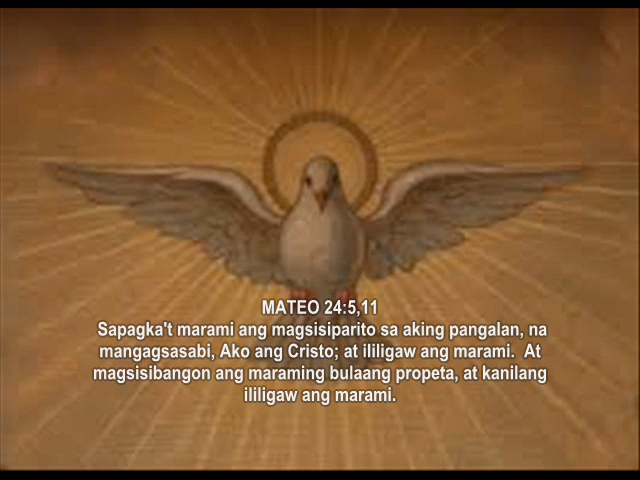 MATEO 24:5,11
Sapagka't marami ang magsisiparito sa aking pangalan, na
mangagsasabi, Ako ang Cristo; at ililigaw ang marami.  At
magsisibangon ang maraming bulaang propeta, at kanilang
ililigaw ang marami.